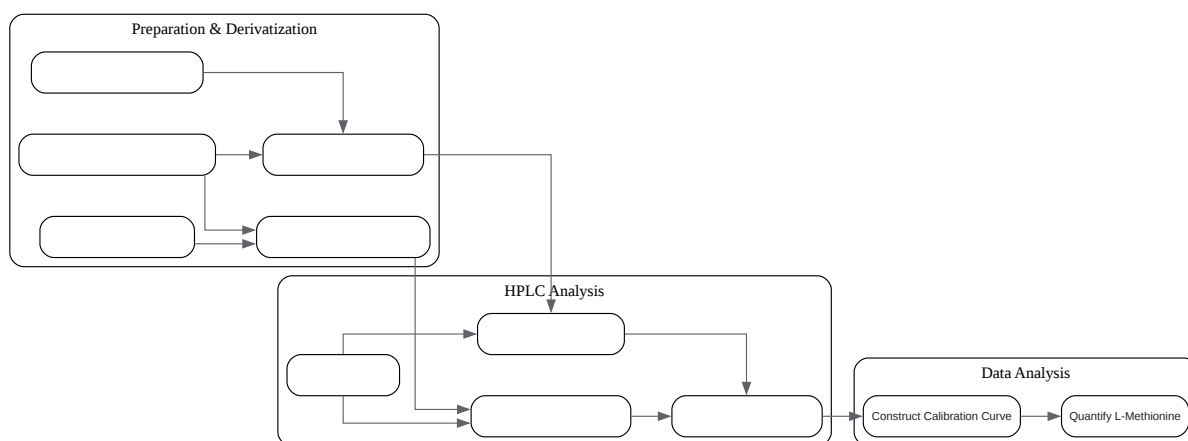 Preparation & Derivatization
HPLC Analysis
Data Analysis
Construct Calibration Curve
Quantify L-Methionine